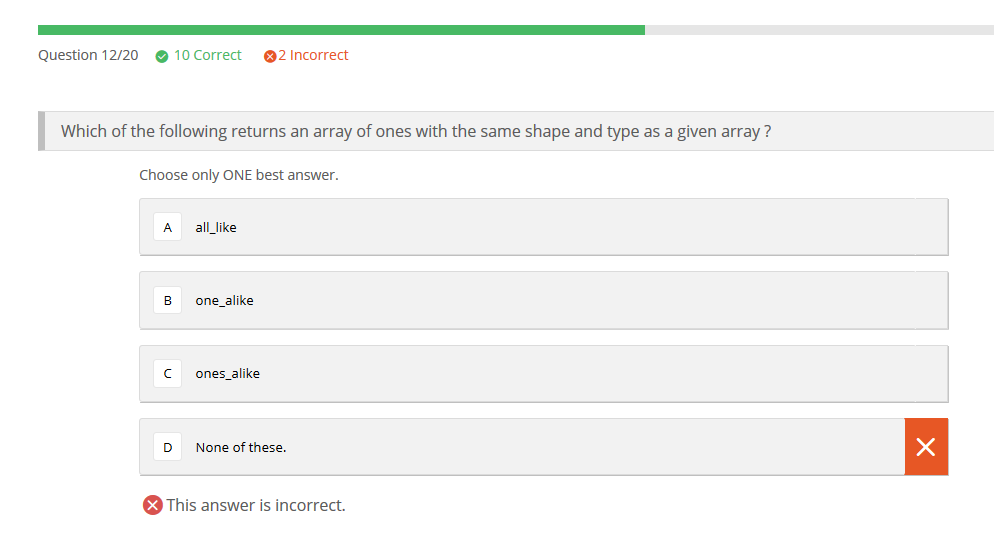 Question 12/20 10 Correct 2 Incorrect
Which of the following returns an array of ones with the same shape and type as a given array ?
Choose only ONE best answer.
A all_like
B one_alike
C ones_alike
D None of these.
This answer is incorrect.